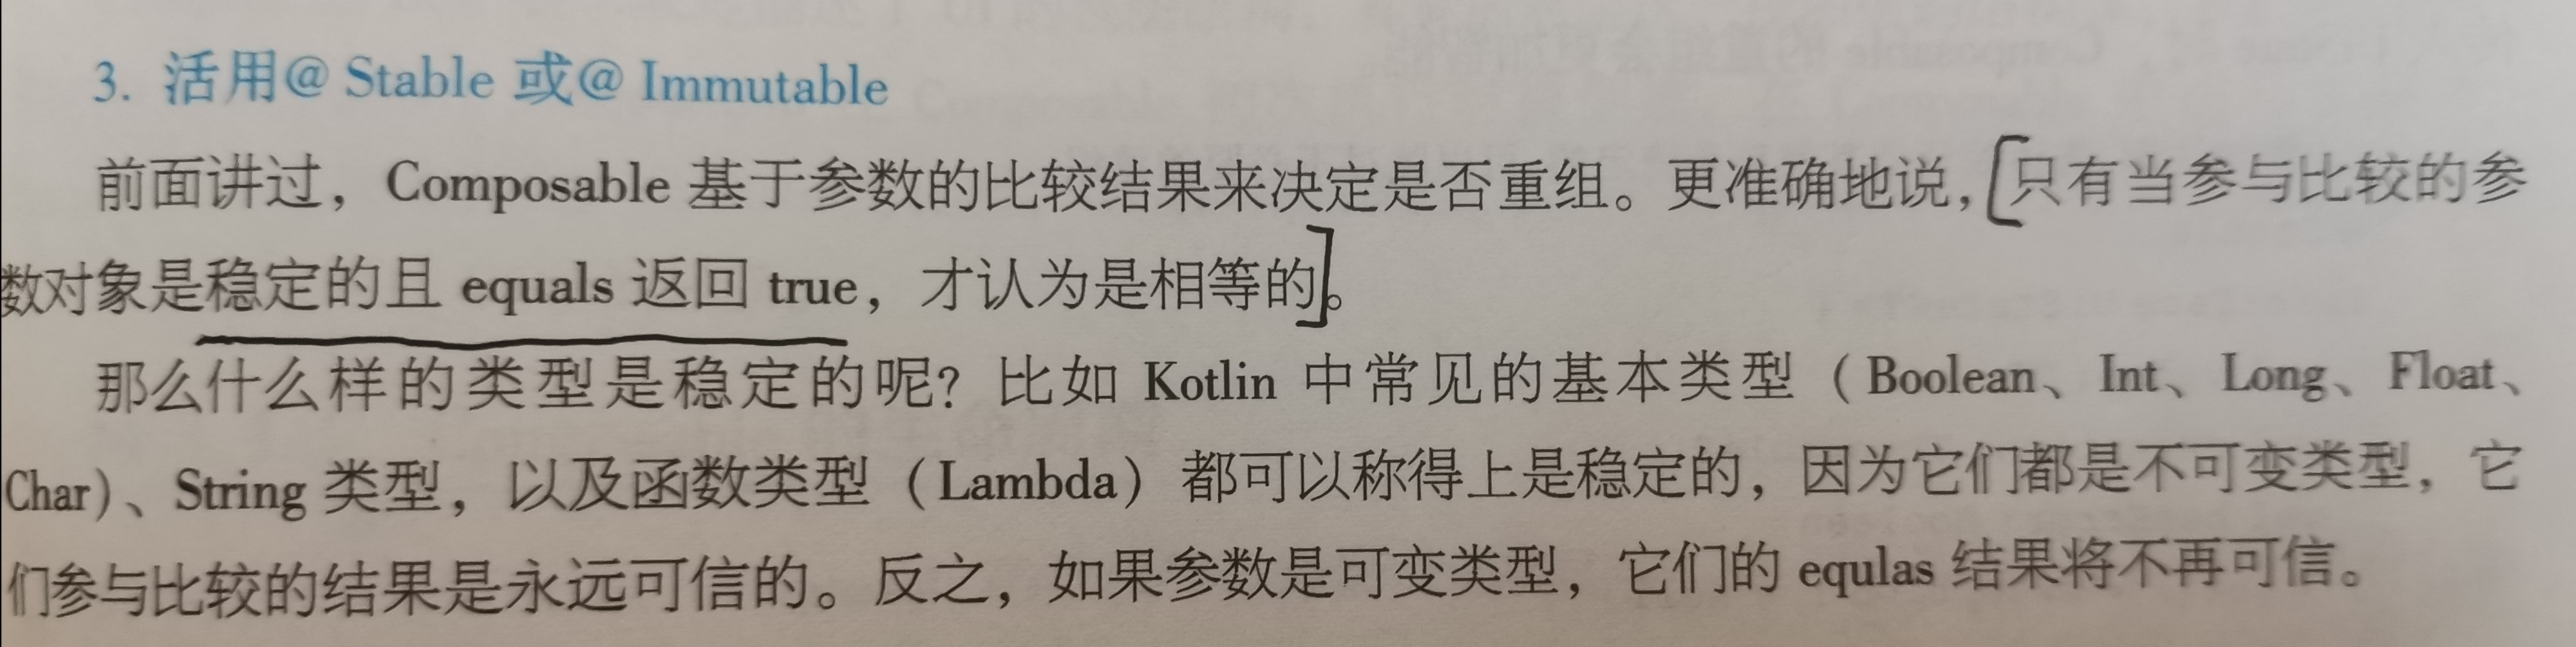 3. 活用@ Stable 或@ Immutable
前面讲过，Composable 基于参数的比较结果来决定是否重组。更准确地说，[只有当参与比较的参
数对象是稳定的且 equals 返回 true，才认为是相等的]。
那么什么样的类型是稳定的呢？比如 Kotlin 中常见的基本类型（Boolean、Int、Long、Float、
Char）、String 类型，以及函数类型（Lambda）都可以称得上是稳定的，因为它们都是不可变类型，它
们参与比较的结果是永远可信的。反之，如果参数是可变类型，它们的 equlas 结果将不再可信。